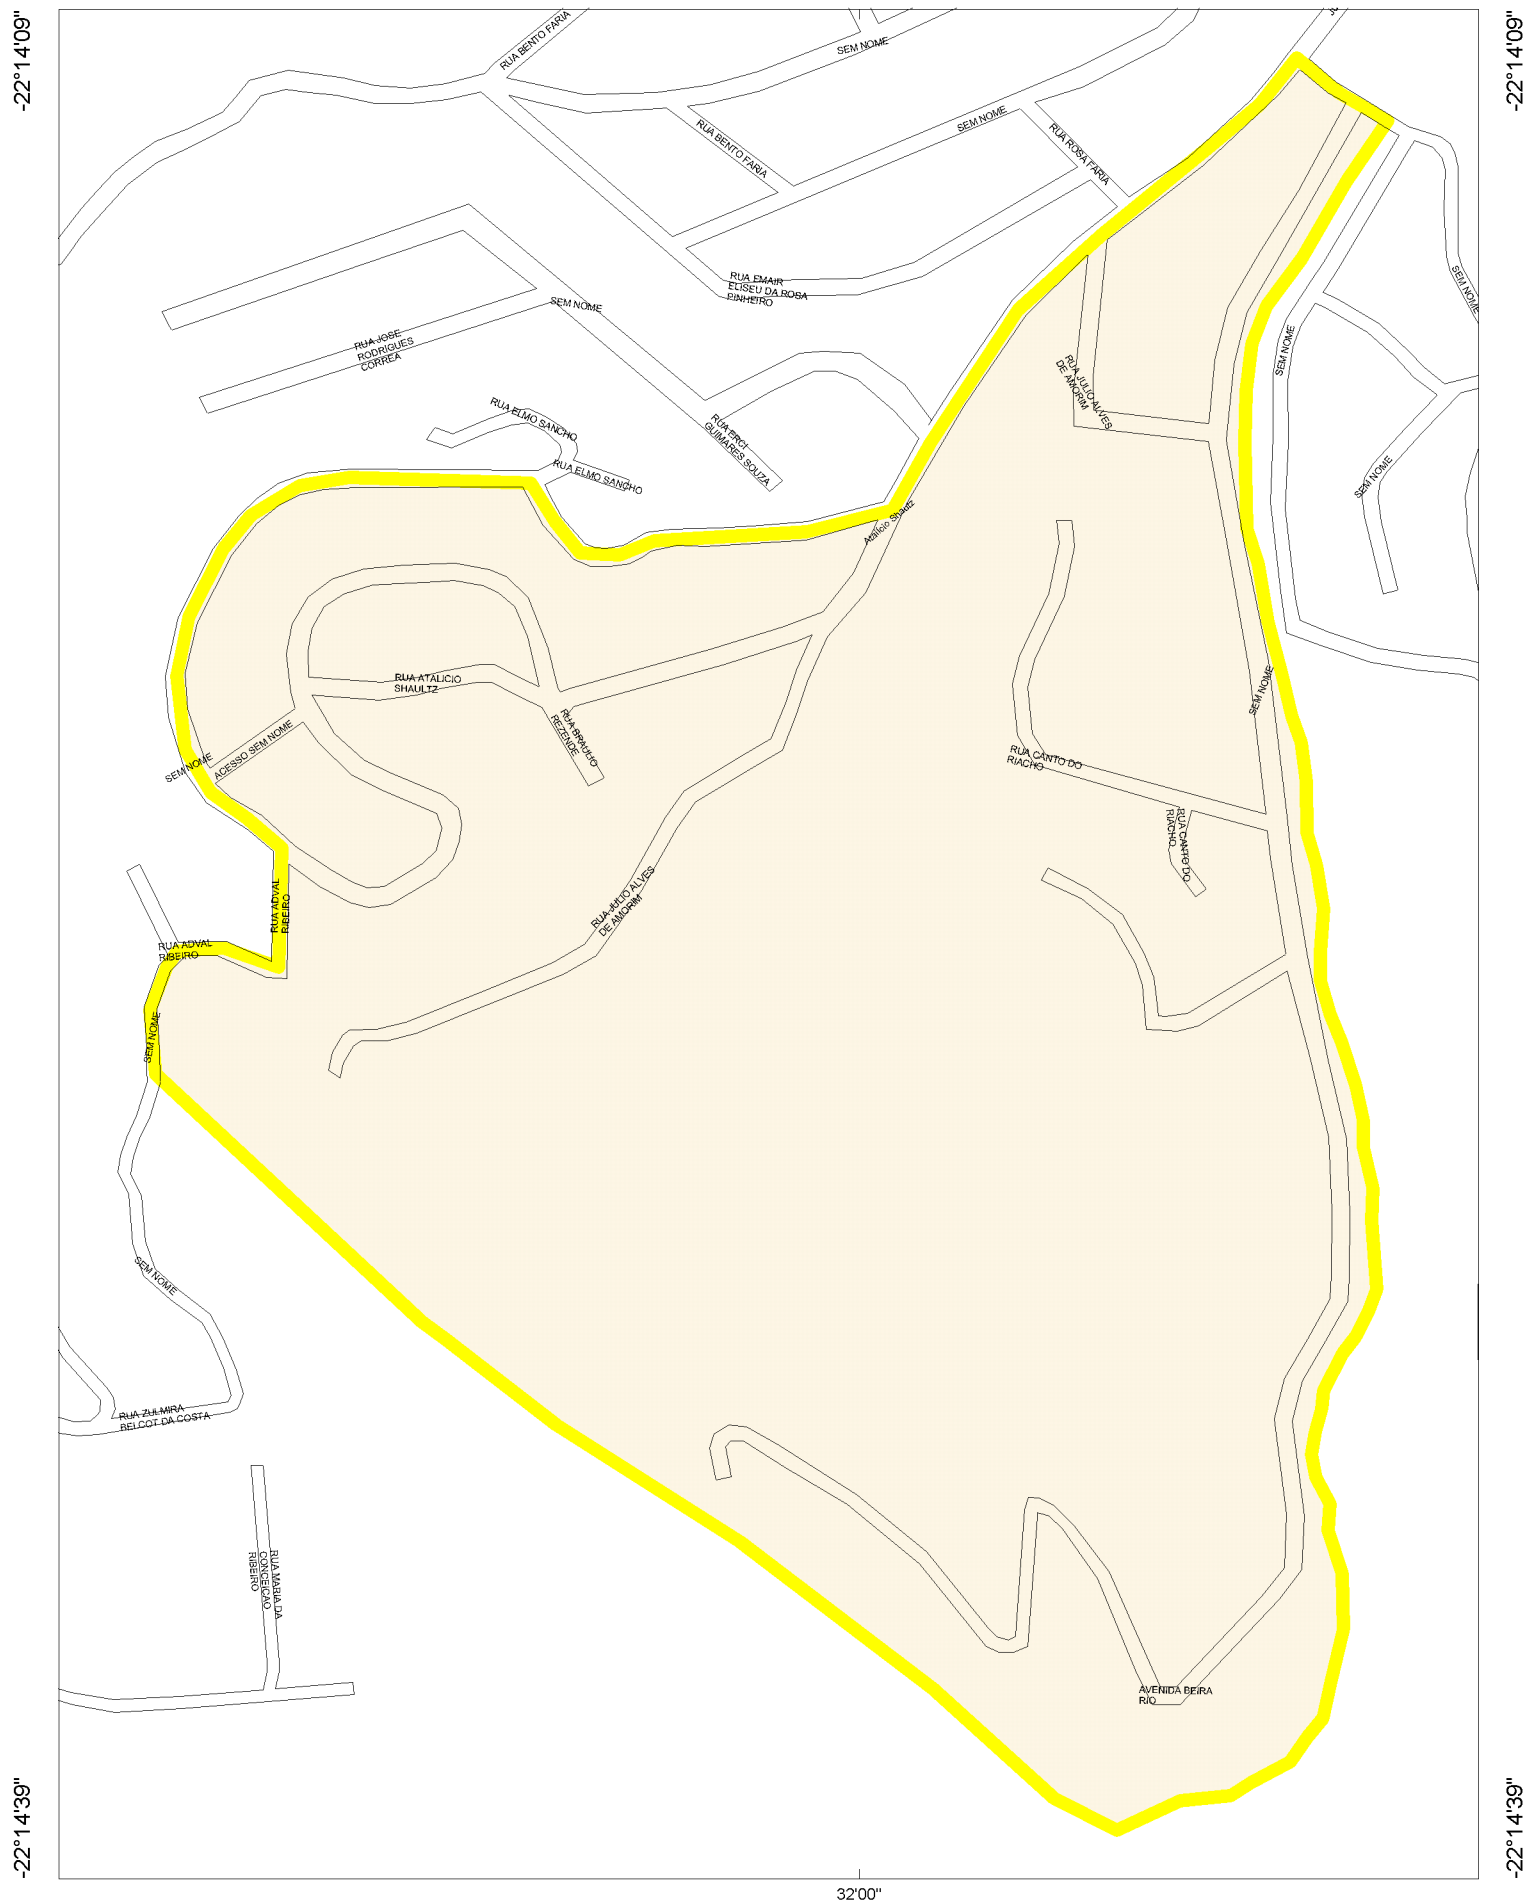 -22°14'09"
-22°14'09"
RUA BENTO FARIA
SEM NOME
SEM NOME
RUA BENTO FARIA
RUA ROSA FARIA
SEM NOME
RUA EMAIR
ELISEU DA ROSA
PINHEIRO
SEM NOME
RUA JOSE
RODRIGUES
CORREA
SEM NOME
RUA JULIO ALVES
DE AMORIM
RUA ELMO SANCHO
RUA ERCI
GUIMARES SOUZA
RUA ELMO SANCHO
SEM NOME
Atalicio Shaultz
RUA ATALICIO
SHAULTZ
SEM NOME
RUA BRAULIO
REZENDE
ACESSO SEM NOME
SEM NOME
RUA CANTO DO
RIACHO
RUA CANTO DO
RIACHO
RUA ADVAL
RIBEIRO
RUA JULIO ALVES
DE AMORIM
RUA ADVAL
RIBEIRO
SEM NOME
SEM NOME
RUA ZULMIRA
BELCOT DA COSTA
RUA MARIA DA
CONCEICAO
RIBEIRO
AVENIDA BEIRA
RIO
-22°14'39"
-22°14'39"
32'00"